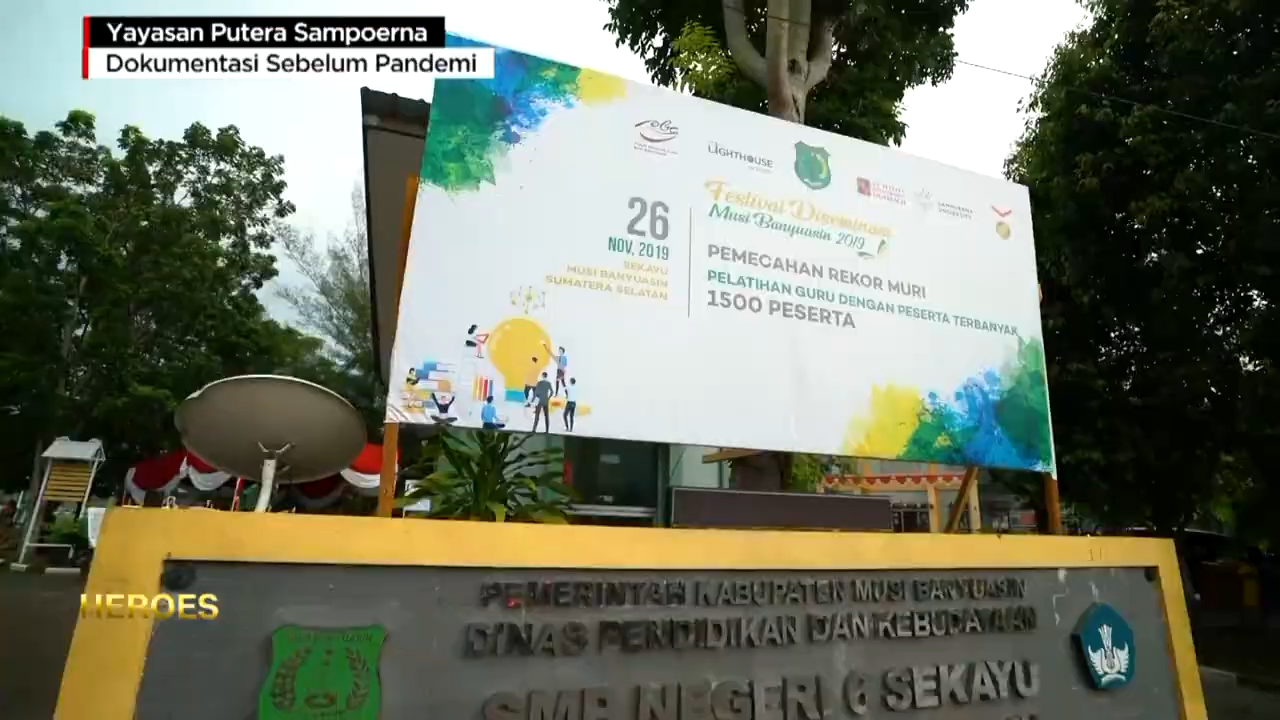 Yayasan Putera Sampoerna
Dokumentasi Sebelum Pandemi
LIGHTHOUSE
26
NOV, 2019
SEKAYU
MUSI BANYUASIN
SUMATERA SELATAN
Festival Diseminasi
Musi Banyuasin 2019
PEMECAHAN REKOR MURI
PELATIHAN GURU DENGAN PESERTA TERBANYAK
1500 PESERTA
HEROES
PEMERINTAH KABUPATEN MUSI BANYUASIN
DINAS PENDIDIKAN DAN KEBUDAYAAN
SMP NEGERI 6 SEKAYU